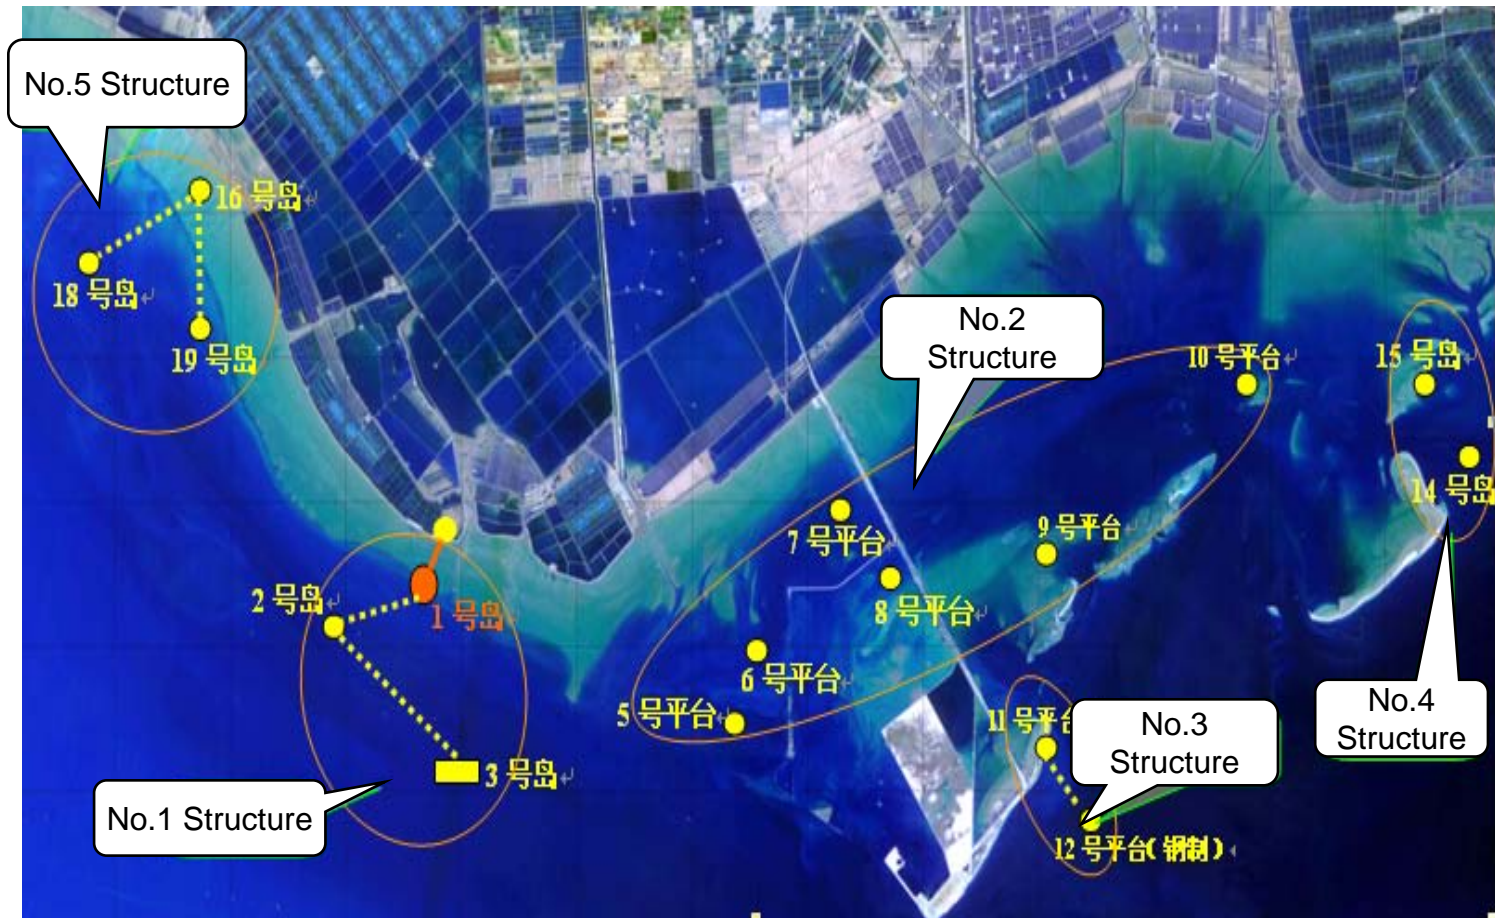 No.5 Structure
16 号岛
18 号岛
19 号岛
No.2
Structure
10 号平台
15 号岛
14 号岛
7 号平台
9 号平台
8 号平台
2 号岛
1 号岛
6 号平台
5 号平台
11 号平台
No.3
Structure
No.4
Structure
3 号岛
No.1 Structure
12 号平台( 钢制 )